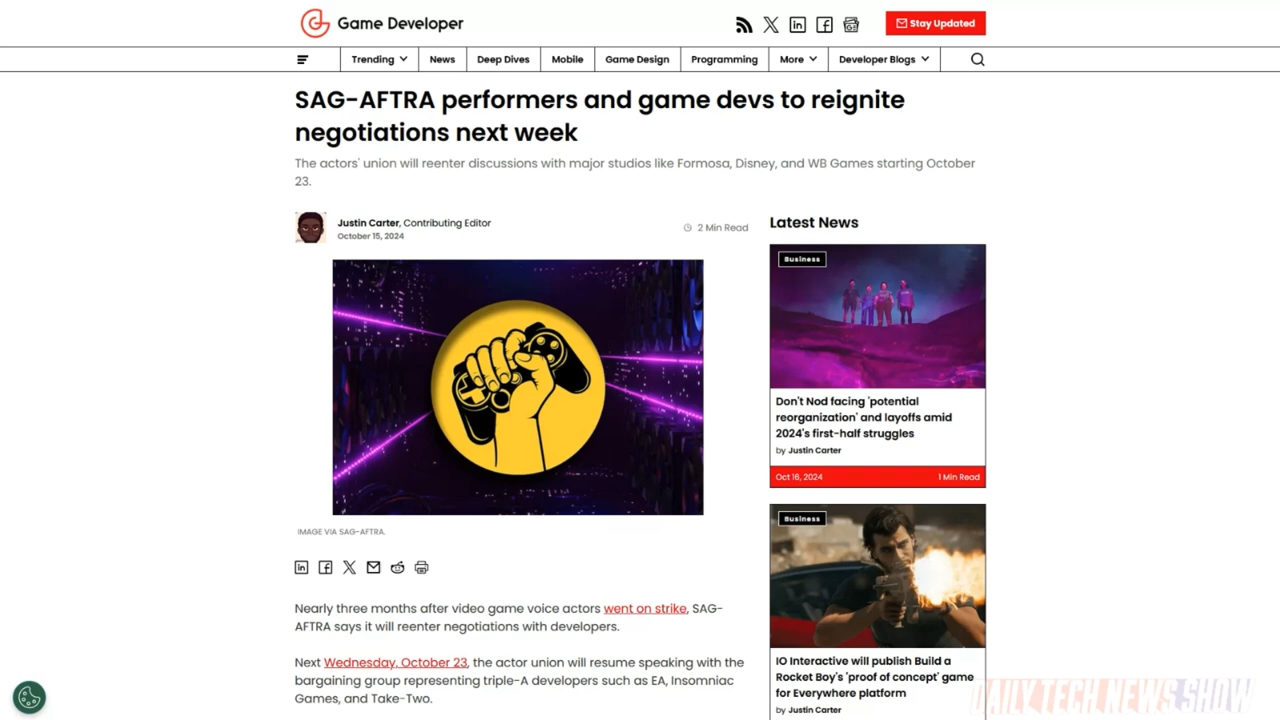 Game Developer
Stay Updated
Trending
News
Deep Dives
Mobile
Game Design
Programming
More
Developer Blogs
SAG-AFTRA performers and game devs to reignite
negotiations next week
The actors' union will reenter discussions with major studios like Formosa, Disney, and WB Games starting October
23.
Justin Carter, Contributing Editor
October 15, 2024
2 Min Read
IMAGE VIA SAG-AFTRA.
Nearly three months after video game voice actors went on strike, SAG-
AFTRA says it will reenter negotiations with developers.
Next Wednesday, October 23, the actor union will resume speaking with the
bargaining group representing triple-A developers such as EA, Insomniac
Games, and Take-Two.
Latest News
Business
Don't Nod facing 'potential
reorganization' and layoffs amid
2024's first-half struggles
by Justin Carter
Oct 16, 2024
1 Min Read
Business
IO Interactive will publish Build a
Rocket Boy's 'proof of concept' game
for Everywhere platform
by Justin Carter
DAILY TECH NEWS SHOW